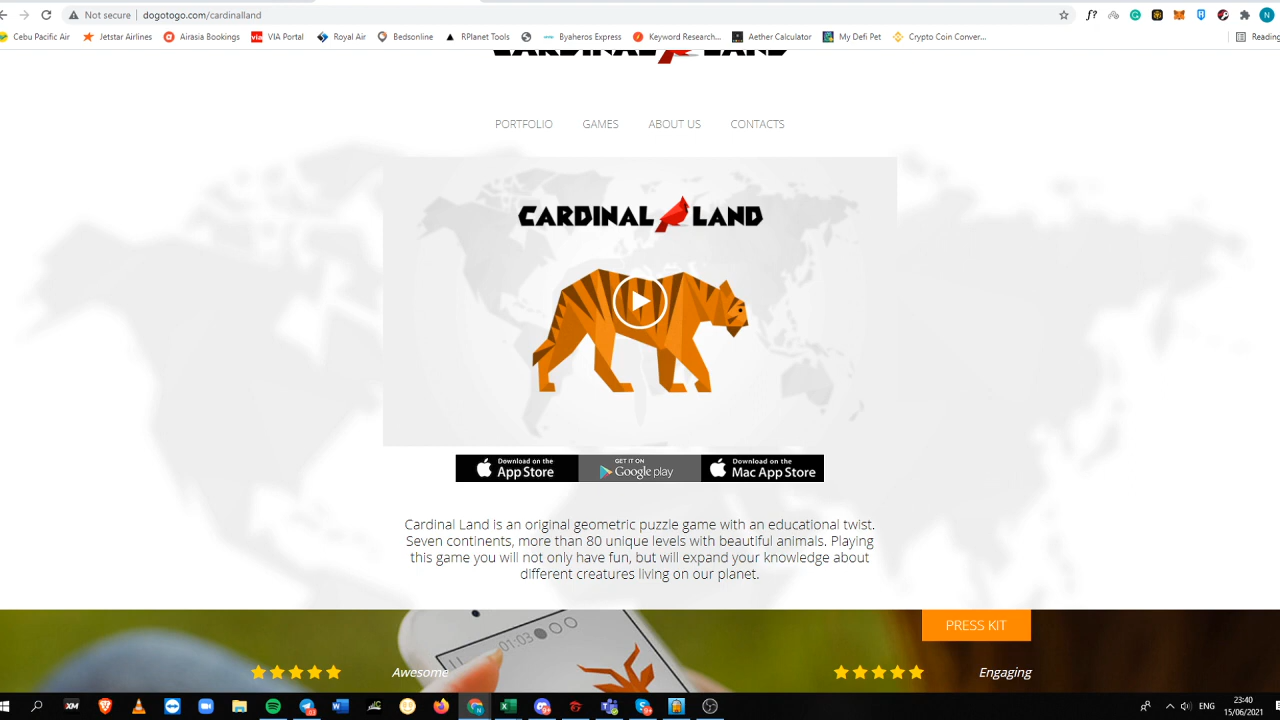 Not secure | dogotogo.com/cardinalland
Cebu Pacific Air Jetstar Airlines Airasia Bookings VIA Portal Royal Air Bedsonline RPlanet Tools Byaheros Express Keyword Research... Aether Calculator My Defi Pet Crypto Coin Conver... Reading
CARDINAL LAND
PORTFOLIO GAMES ABOUT US CONTACTS
CARDINAL LAND
Download on the App Store
GET IT ON Google play
Download on the Mac App Store
Cardinal Land is an original geometric puzzle game with an educational twist.
Seven continents, more than 80 unique levels with beautiful animals. Playing
this game you will not only have fun, but will expand your knowledge about
different creatures living on our planet.
PRESS KIT
01:03
Awesome
Engaging
ENG
23:40
15/06/2021